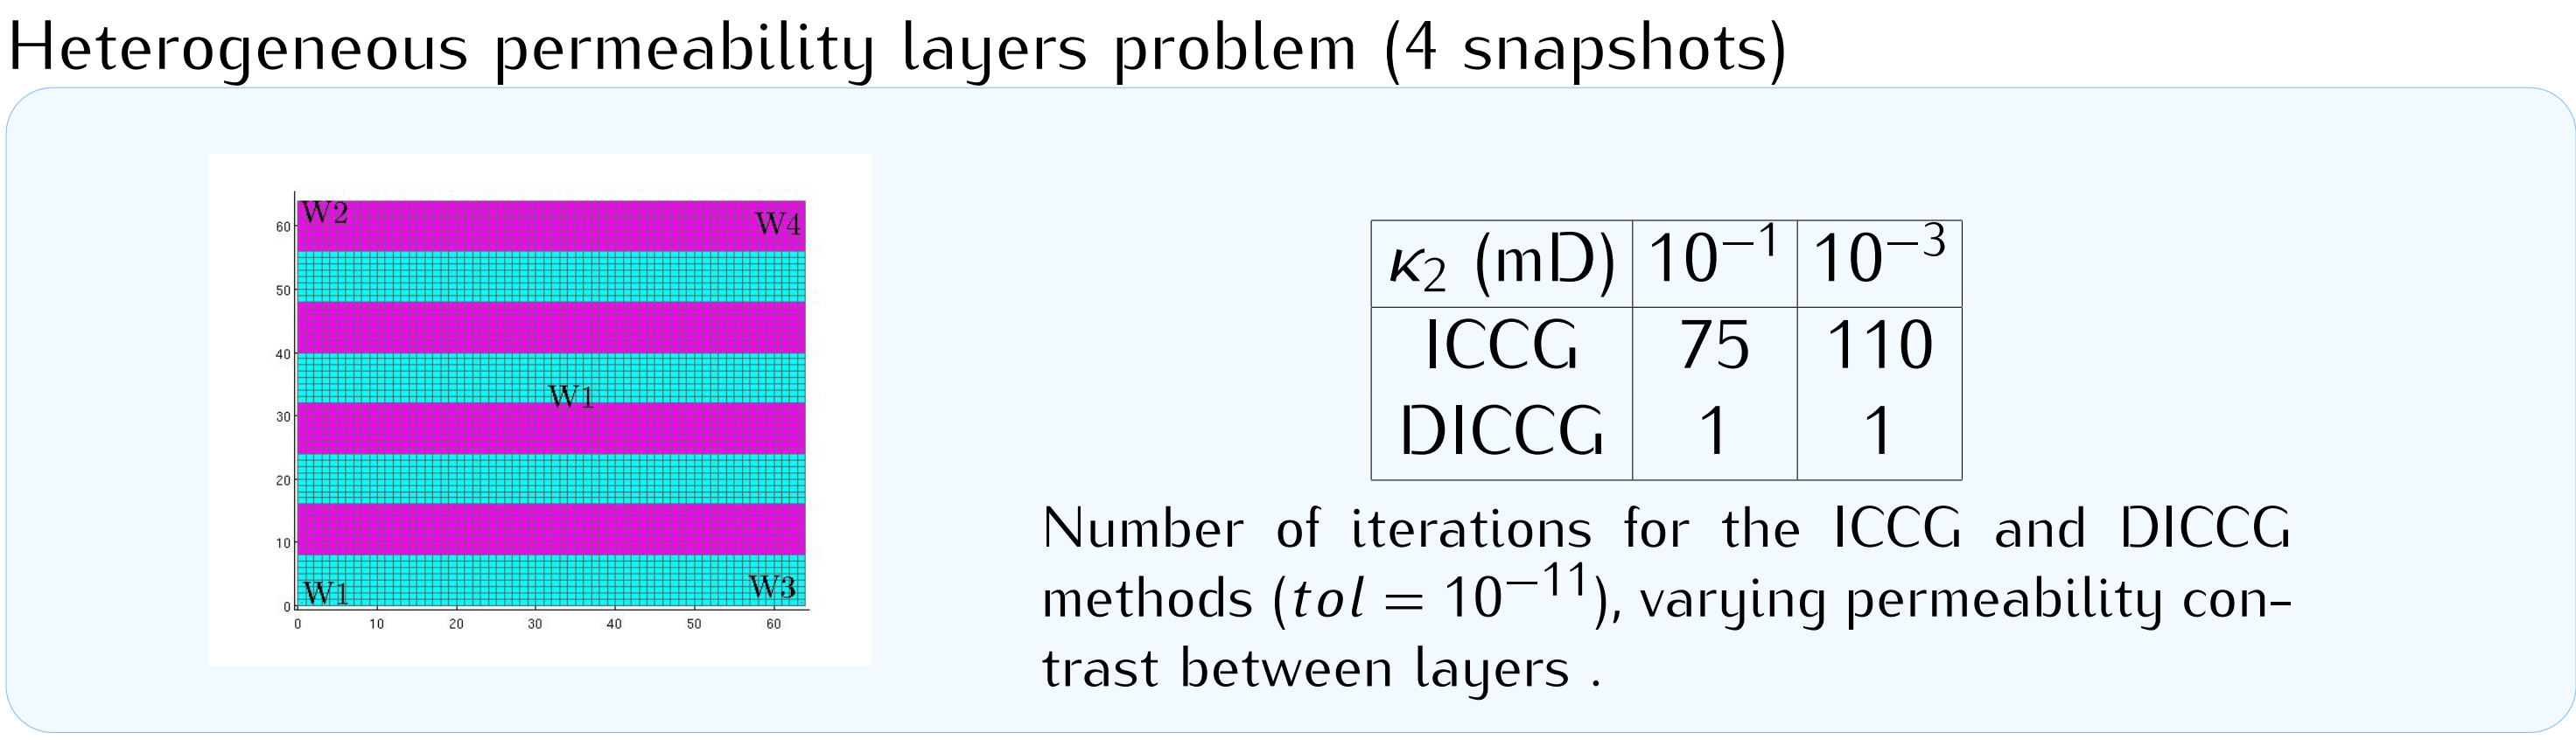 Heterogeneous permeability layers problem (4 snapshots)
W2
W4
60
50
40
W1
30
20
10
W1
W3
0
0 10 20 30 40 50 60
κ₂ (mD) 10⁻¹ 10⁻³
ICCG 75 110
DICCG 1 1
Number of iterations for the ICCG and DICCG
methods (tol = 10⁻¹¹), varying permeability con-
trast between layers .